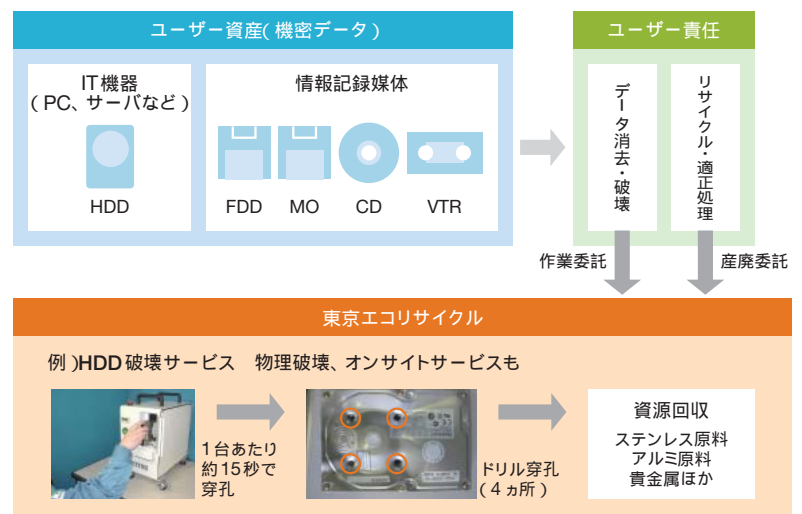 ユーザー資産(機密データ)
ユーザー責任
IT機器
(PC、サーバなど)
HDD
情報記録媒体
FDD
MO
CD
VTR
データ消去・破壊
リサイクル・適正処理
作業委託
産廃委託
東京エコリサイクル
例)HDD破壊サービス 物理破壊、オンサイトサービスも
1台あたり
約15秒で
穿孔
ドリル穿孔
(4ヵ所)
資源回収
ステンレス原料
アルミ原料
貴金属ほか